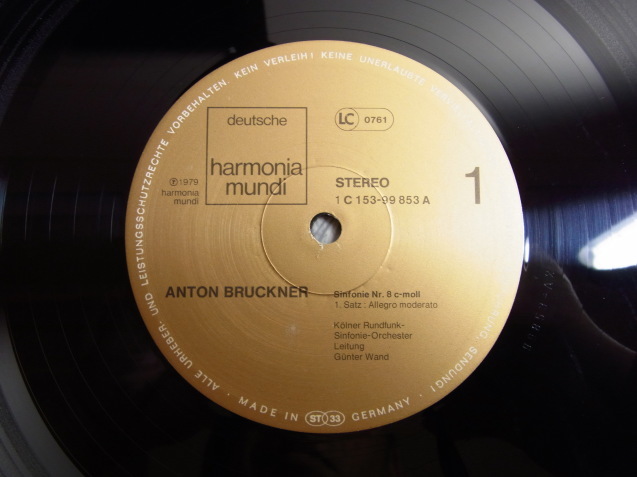 ALLE URHEBER- UND LEISTUNGSSCHUTZRECHTE VORBEHALTEN. KEIN VERLEIH! KEINE UNERLAUBTE
SENDUNG!
deutsche
harmonia
mundi
LC 0761
℗ 1979
harmonia
mundi
STEREO
1 C 153-99 853 A
1
ANTON BRUCKNER
Sinfonie Nr. 8 c-moll
1. Satz : Allegro moderato
Kölner Rundfunk-
Sinfonie-Orchester
Leitung
Günter Wand
MADE IN ST 33 GERMANY